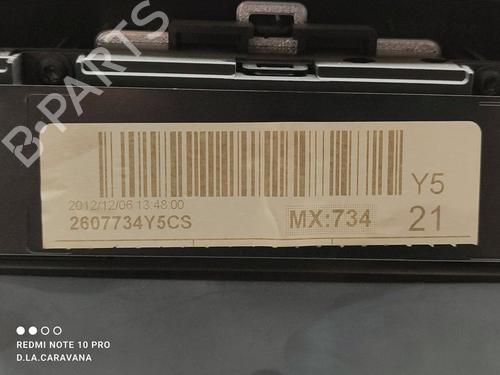 B-PARTS
Y5
2012/12/06 13:48:00
2607734Y5CS
MX:734
21
REDMI NOTE 10 PRO
D.LA.CARAVANA